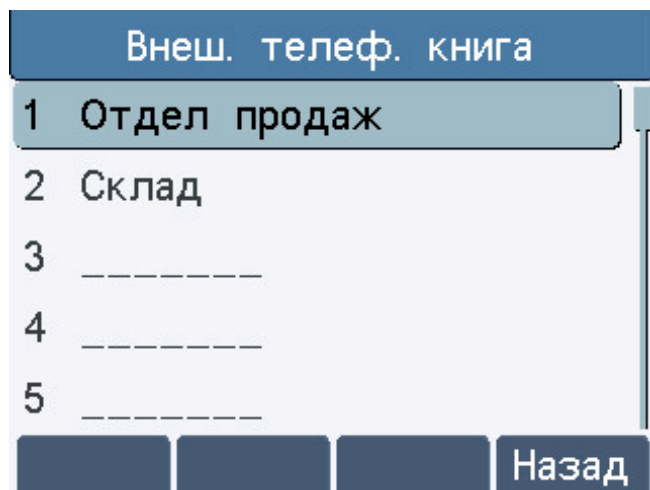 Внеш. телеф. книга
1 Отдел продаж
2 Склад
3 _______
4 _______
5 _______
Назад